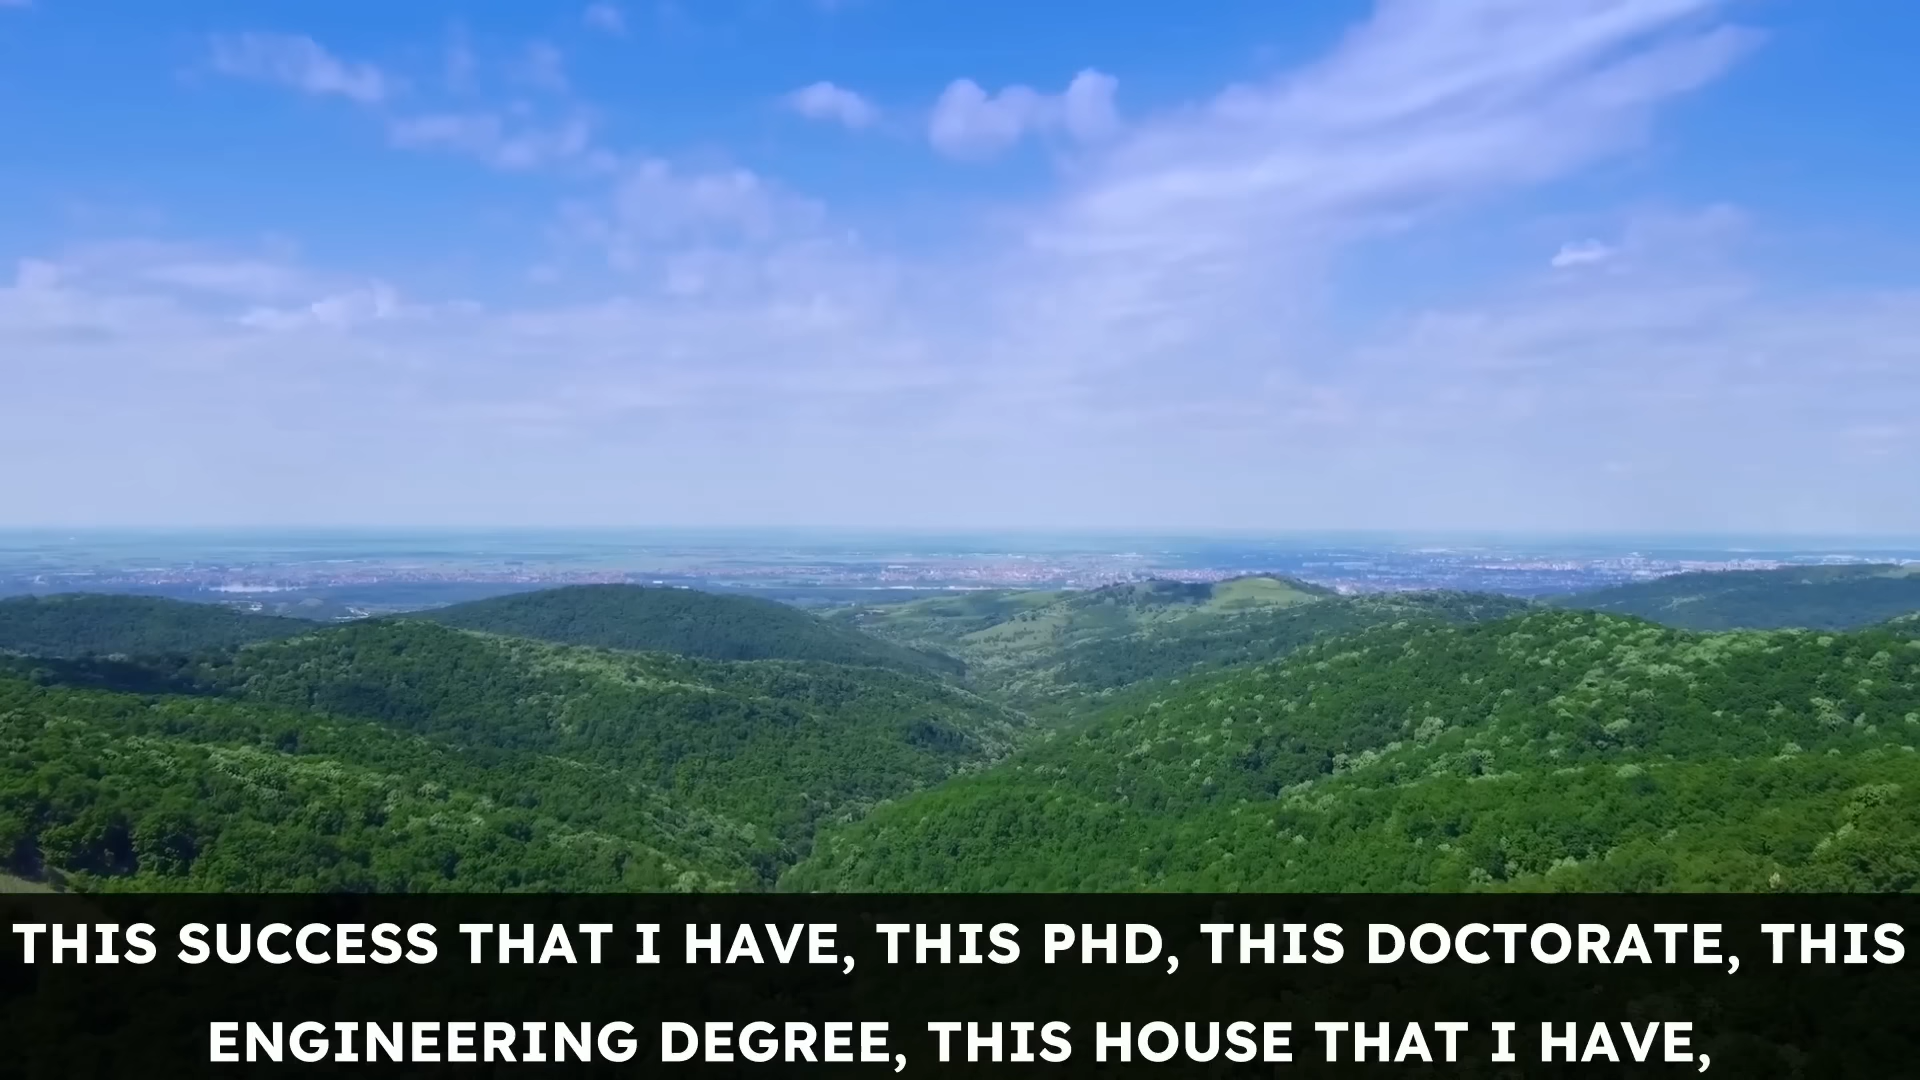 THIS SUCCESS THAT I HAVE, THIS PHD, THIS DOCTORATE, THIS
ENGINEERING DEGREE, THIS HOUSE THAT I HAVE,